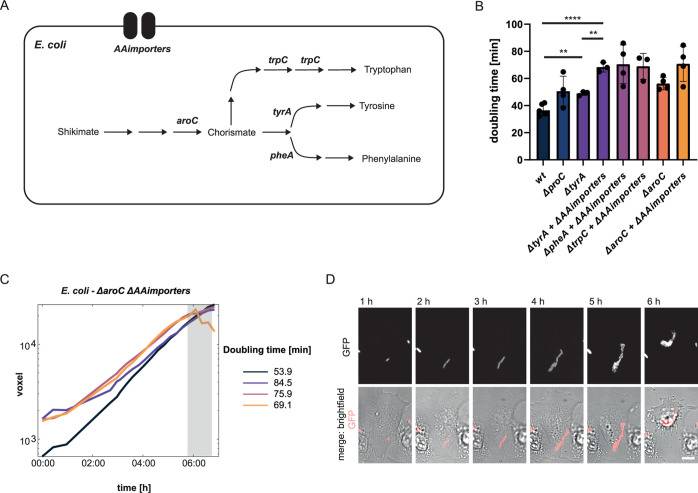 A
E. coli
AAimporters
trpC trpC
Tryptophan
tyrA
Tyrosine
aroC
Shikimate
Chorismate
pheA
Phenylalanine
B
doubling time [min]
100
80
60
40
20
0
****
**
**
wt
ΔproC
ΔtyrA
ΔtyrA + ΔAAimporters
ΔpheA + ΔAAimporters
ΔtrpC + ΔAAimporters
ΔaroC
ΔaroC + ΔAAimporters
C
E. coli - ΔaroC ΔAAimporters
voxel
10⁴
10³
00:00 02:00 04:00 06:00
time [h]
Doubling time [min]
53.9
84.5
75.9
69.1
D
1 h 2 h 3 h 4 h 5 h 6 h
GFP
merge: brightfield
GFP